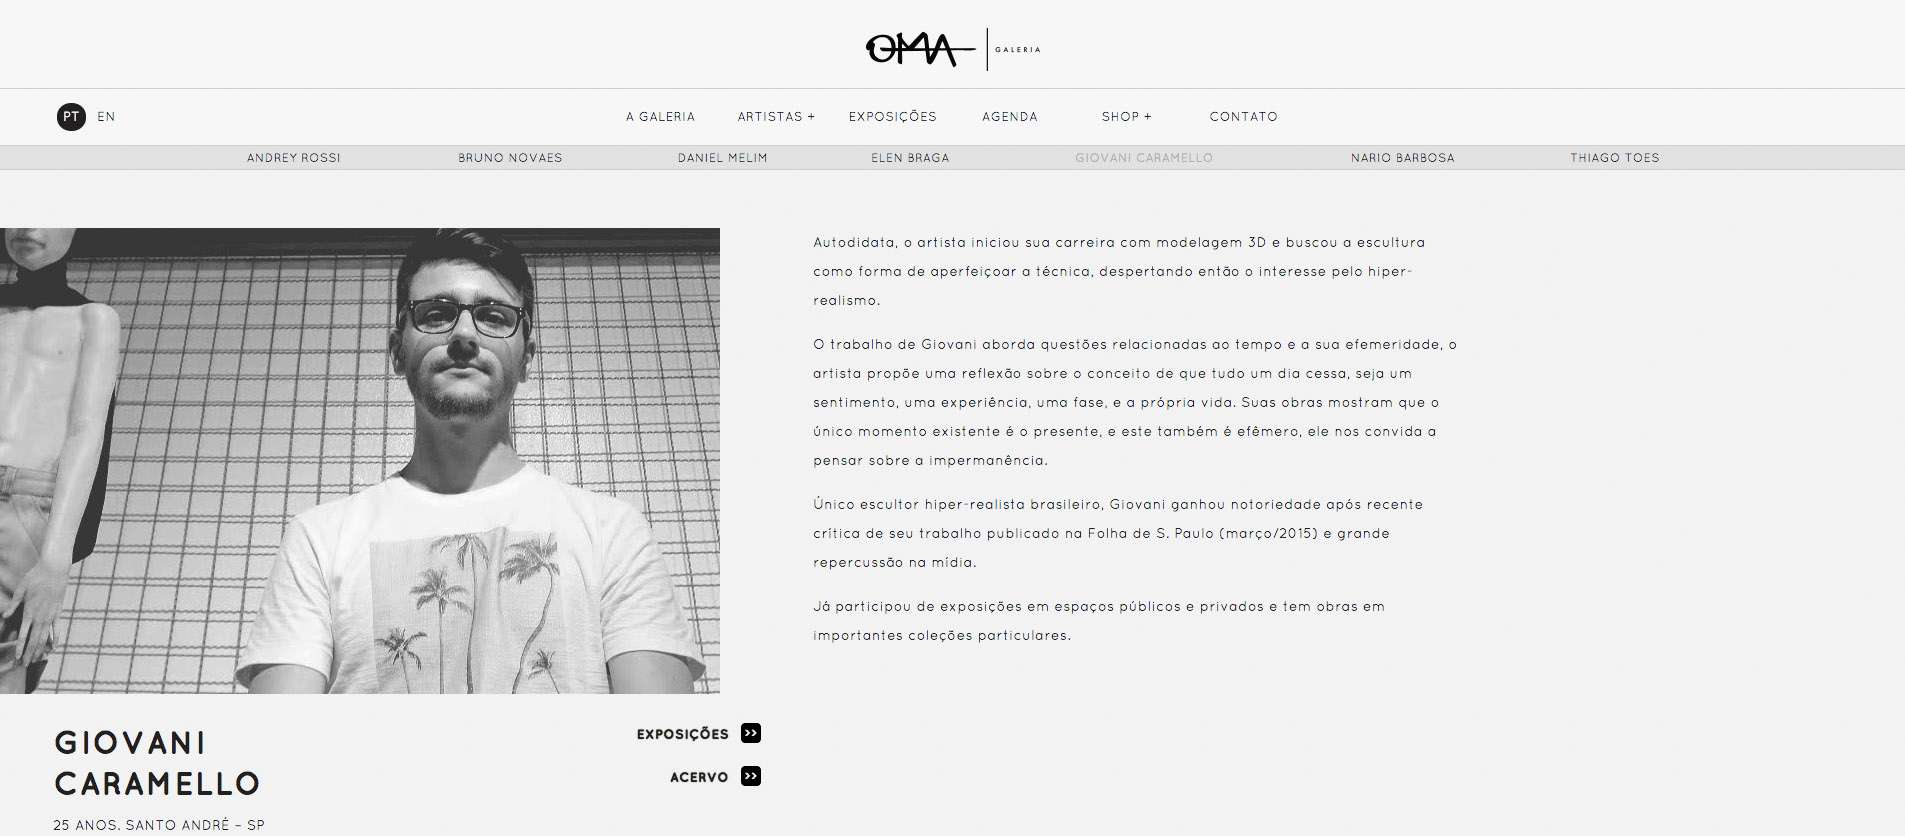 OMA GALERIA
PT EN A GALERIA ARTISTAS + EXPOSIÇÕES AGENDA SHOP + CONTATO
ANDREY ROSSI BRUNO NOVAES DANIEL MELIM ELEN BRAGA GIOVANI CARAMELLO NARIO BARBOSA THIAGO TOES
Autodidata, o artista iniciou sua carreira com modelagem 3D e buscou a escultura
como forma de aperfeiçoar a técnica, despertando então o interesse pelo hiper-
realismo.
O trabalho de Giovani aborda questões relacionadas ao tempo e a sua efemeridade, o
artista propõe uma reflexão sobre o conceito de que tudo um dia cessa, seja um
sentimento, uma experiência, uma fase, e a própria vida. Suas obras mostram que o
único momento existente é o presente, e este também é efêmero, ele nos convida a
pensar sobre a impermanência.
Único escultor hiper-realista brasileiro, Giovani ganhou notoriedade após recente
crítica de seu trabalho publicado na Folha de S. Paulo (março/2015) e grande
repercussão na mídia.
Já participou de exposições em espaços públicos e privados e tem obras em
importantes coleções particulares.
GIOVANI
CARAMELLO
25 ANOS. SANTO ANDRÉ – SP
EXPOSIÇÕES >>
ACERVO >>